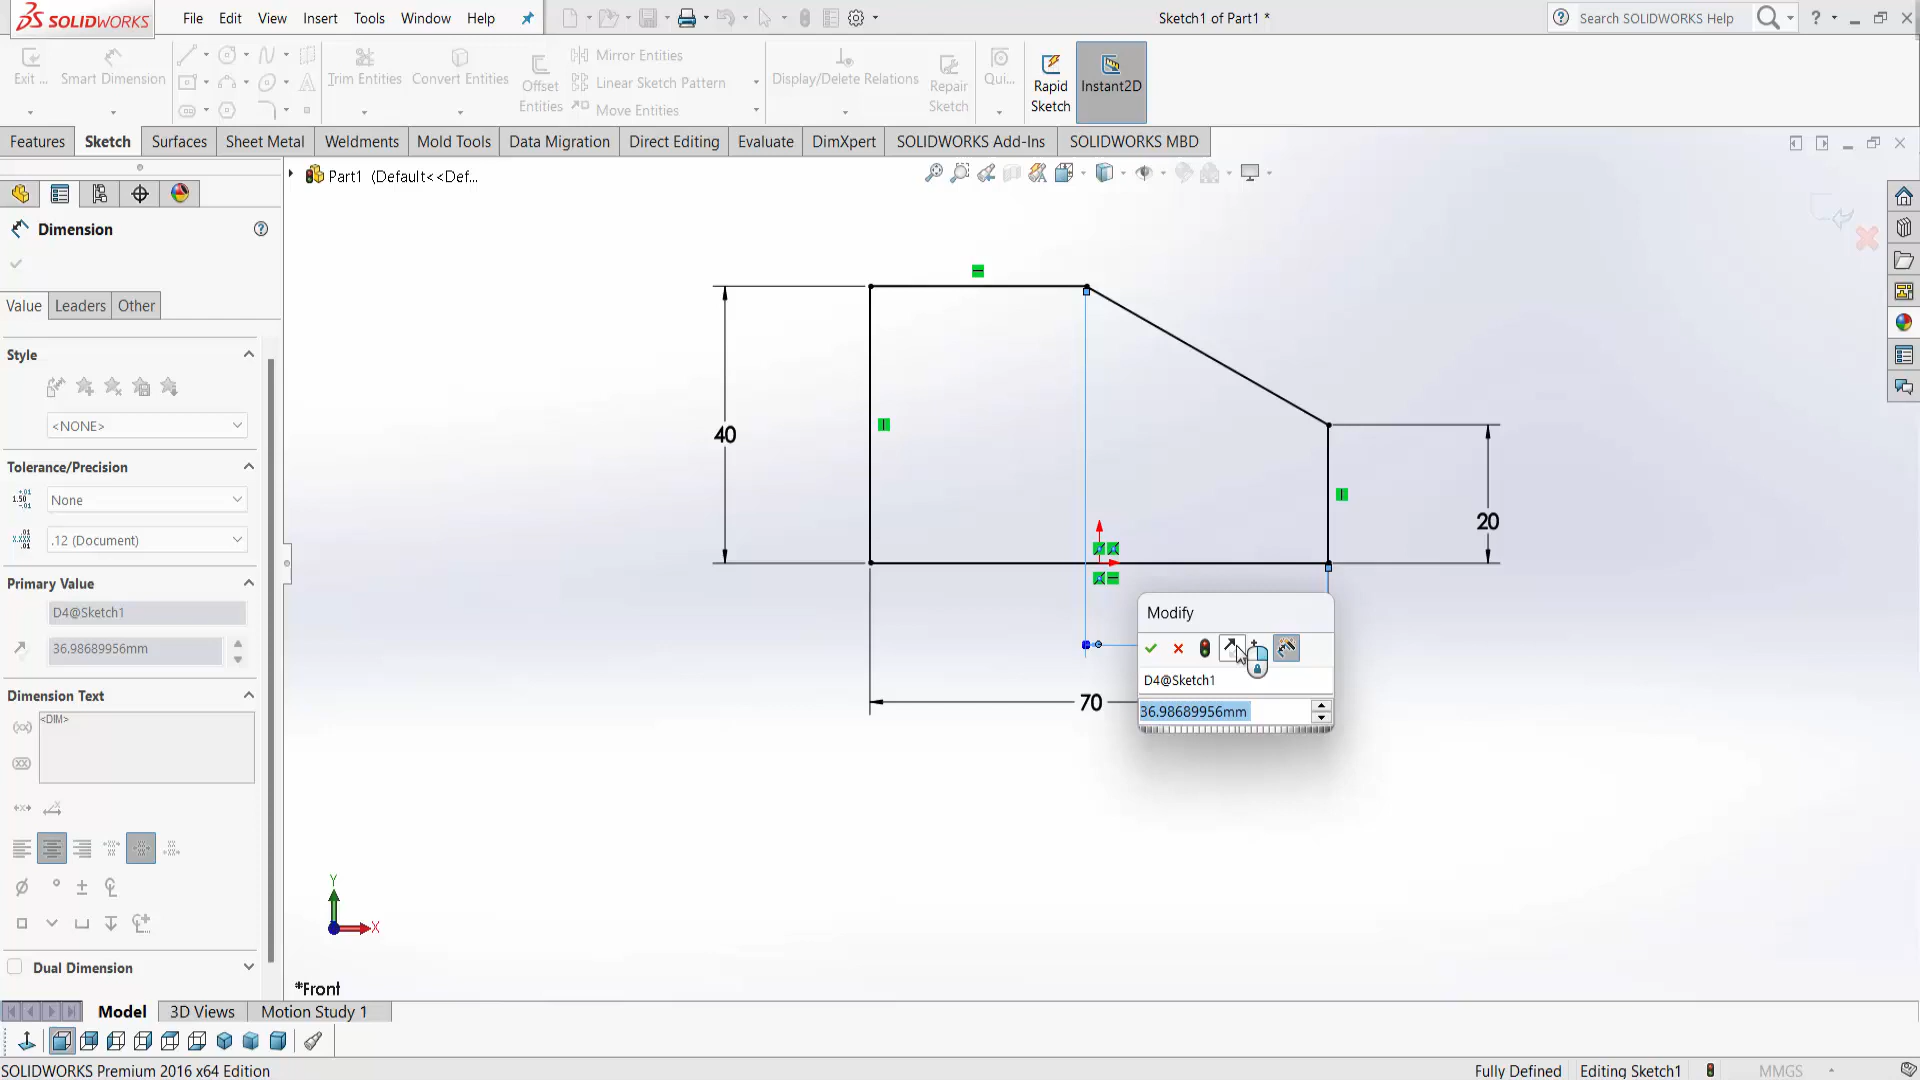 SOLIDWORKS
File Edit View Insert Tools Window Help
Sketch1 of Part1 *
Search SOLIDWORKS Help
?
Exit ... Smart Dimension
Trim Entities Convert Entities Offset Entities
Mirror Entities
Linear Sketch Pattern
Move Entities
Display/Delete Relations Repair Sketch Qui... Rapid Sketch Instant2D
Features Sketch Surfaces Sheet Metal Weldments Mold Tools Data Migration Direct Editing Evaluate DimXpert SOLIDWORKS Add-Ins SOLIDWORKS MBD
Part1 (Default<<Def...
Dimension
Value Leaders Other
Style
<NONE>
Tolerance/Precision
None
.12 (Document)
Primary Value
D4@Sketch1
36.98689956mm
Dimension Text
<DIM>
Dual Dimension
40
20
70
Modify
D4@Sketch1
36.98689956mm
Y
X
*Front
Model 3D Views Motion Study 1
SOLIDWORKS Premium 2016 x64 Edition
Fully Defined Editing Sketch1 MMGS